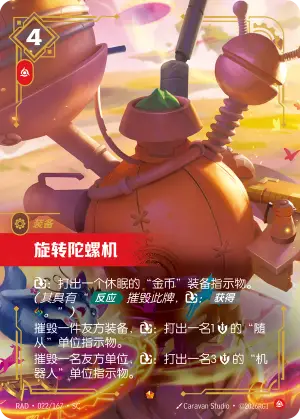 4
装备
旋转陀螺机
：打出一个休眠的“金币”装备指示物。
（其具有“反应 摧毁此牌，：获得
。”）
摧毁一件友方装备，：打出一名1的“随
从”单位指示物。
摧毁一名友方单位，：打出一名3的“机
器人”单位指示物。
RAD • 022/167 • SC
Caravan Studio • ©2026RGI